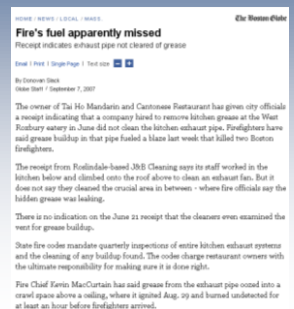 HOME / NEWS / LOCAL / MASS.
The Boston Globe
Fire's fuel apparently missed
Receipt indicates exhaust pipe not cleared of grease
Email | Print | Single Page | Text size
By Donovan Slack
Globe Staff / September 7, 2007
The owner of Tai Ho Mandarin and Cantonese Restaurant has given city officials
a receipt indicating that a company hired to remove kitchen grease at the West
Roxbury eatery in June did not clean the kitchen exhaust pipe. Firefighters have
said grease buildup in that pipe fueled a blaze last week that killed two Boston
firefighters.
The receipt from Roslindale-based J&B Cleaning says its staff worked in the
kitchen below and climbed onto the roof above to clean an exhaust fan. But it
does not say they cleaned the crucial area in between - where fire officials say the
hidden grease was leaking.
There is no indication on the June 21 receipt that the cleaners even examined the
vent for grease buildup.
State fire codes mandate quarterly inspections of entire kitchen exhaust systems
and the cleaning of any buildup found. The codes charge restaurant owners with
the ultimate responsibility for making sure it is done right.
Fire Chief Kevin MacCurtain has said grease from the exhaust pipe oozed into a
crawl space above a ceiling, where it ignited Aug. 29 and burned undetected for
at least an hour before firefighters arrived.